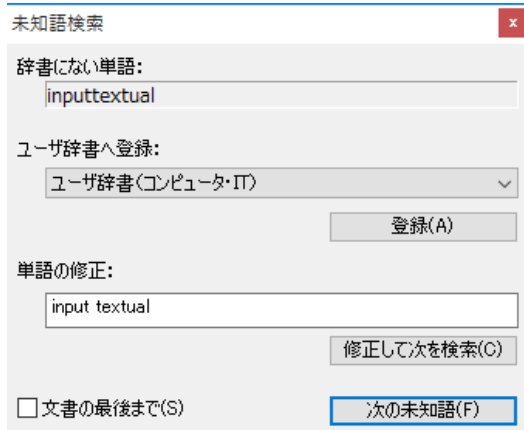 未知語検索
x
辞書にない単語:
inputtextual
ユーザ辞書へ登録:
ユーザ辞書(コンピュータ・IT)
登録(A)
単語の修正:
input textual
修正して次を検索(C)
文書の最後まで(S)
次の未知語(F)